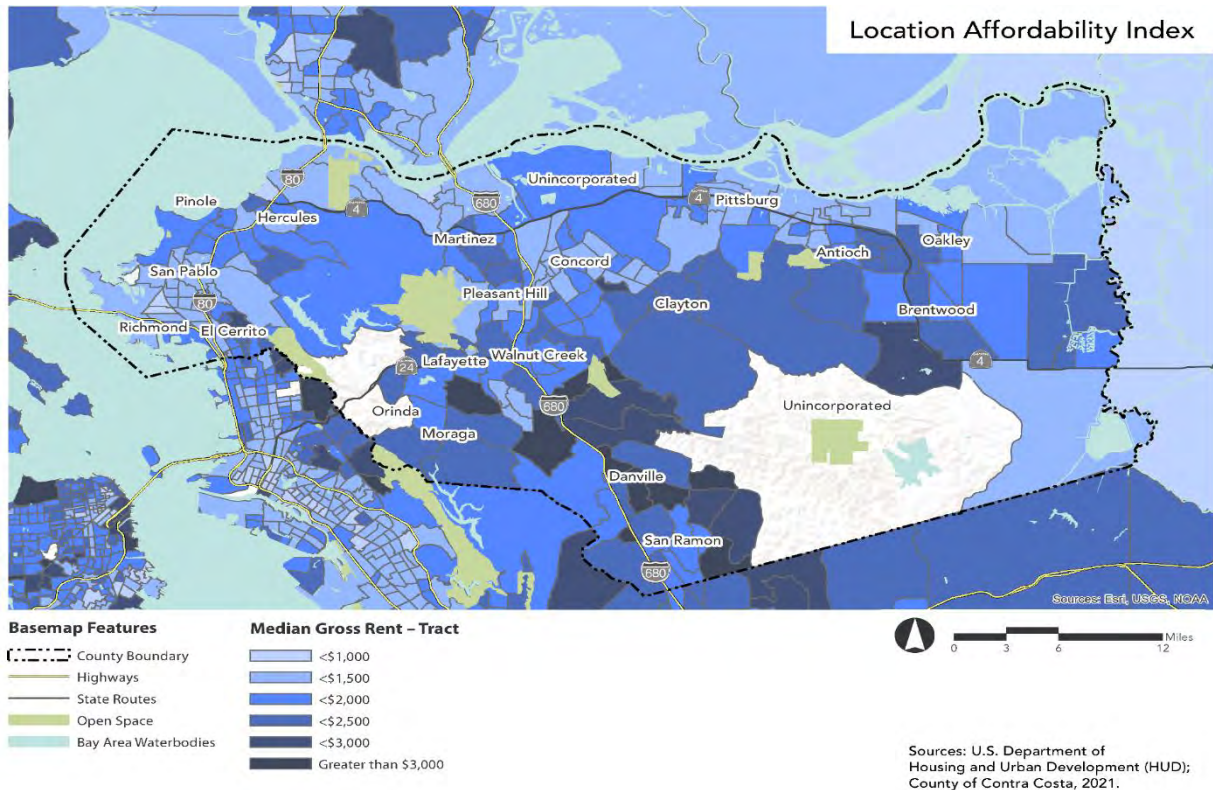 Location Affordability Index
Unincorporated
80
Pinole
4
Hercules
680
4
Pittsburg
Martinez
Concord
Antioch
Oakley
San Pablo
80
Pleasant Hill
Clayton
Brentwood
Richmond
El Cerrito
24
Lafayette
Walnut Creek
4
Orinda
680
Unincorporated
Moraga
Danville
San Ramon
680
Sources: Esri, USGS, NOAA
Basemap Features
County Boundary
Highways
State Routes
Open Space
Bay Area Waterbodies
Median Gross Rent – Tract
<$1,000
<$1,500
<$2,000
<$2,500
<$3,000
Greater than $3,000
Miles
0 3 6 12
Sources: U.S. Department of
Housing and Urban Development (HUD);
County of Contra Costa, 2021.